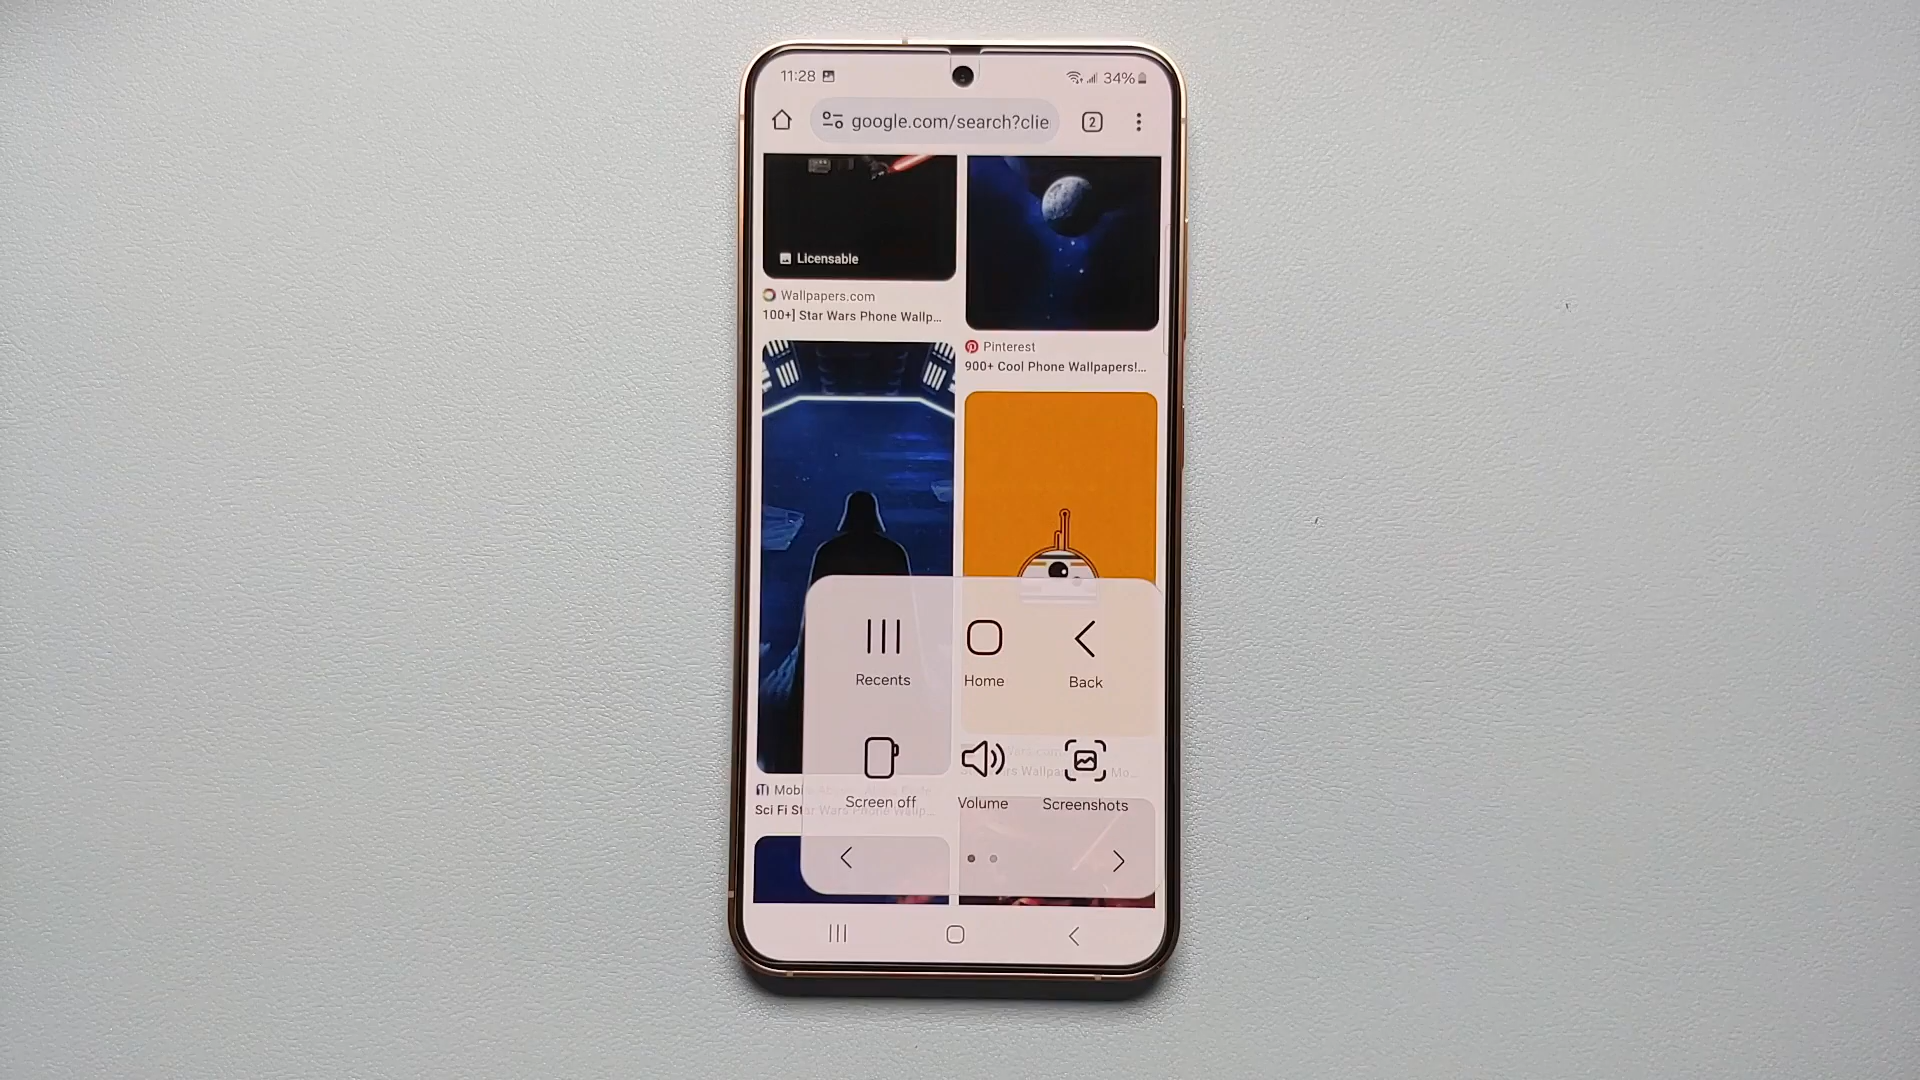 11:28
34%
google.com/search?clie
2
Licensable
Wallpapers.com
100+] Star Wars Phone Wallp...
Pinterest
900+ Cool Phone Wallpapers!...
Recents
Home
Back
Screen off
Volume
Screenshots
Mobi
Sci Fi Star Wars Phone Wallp...